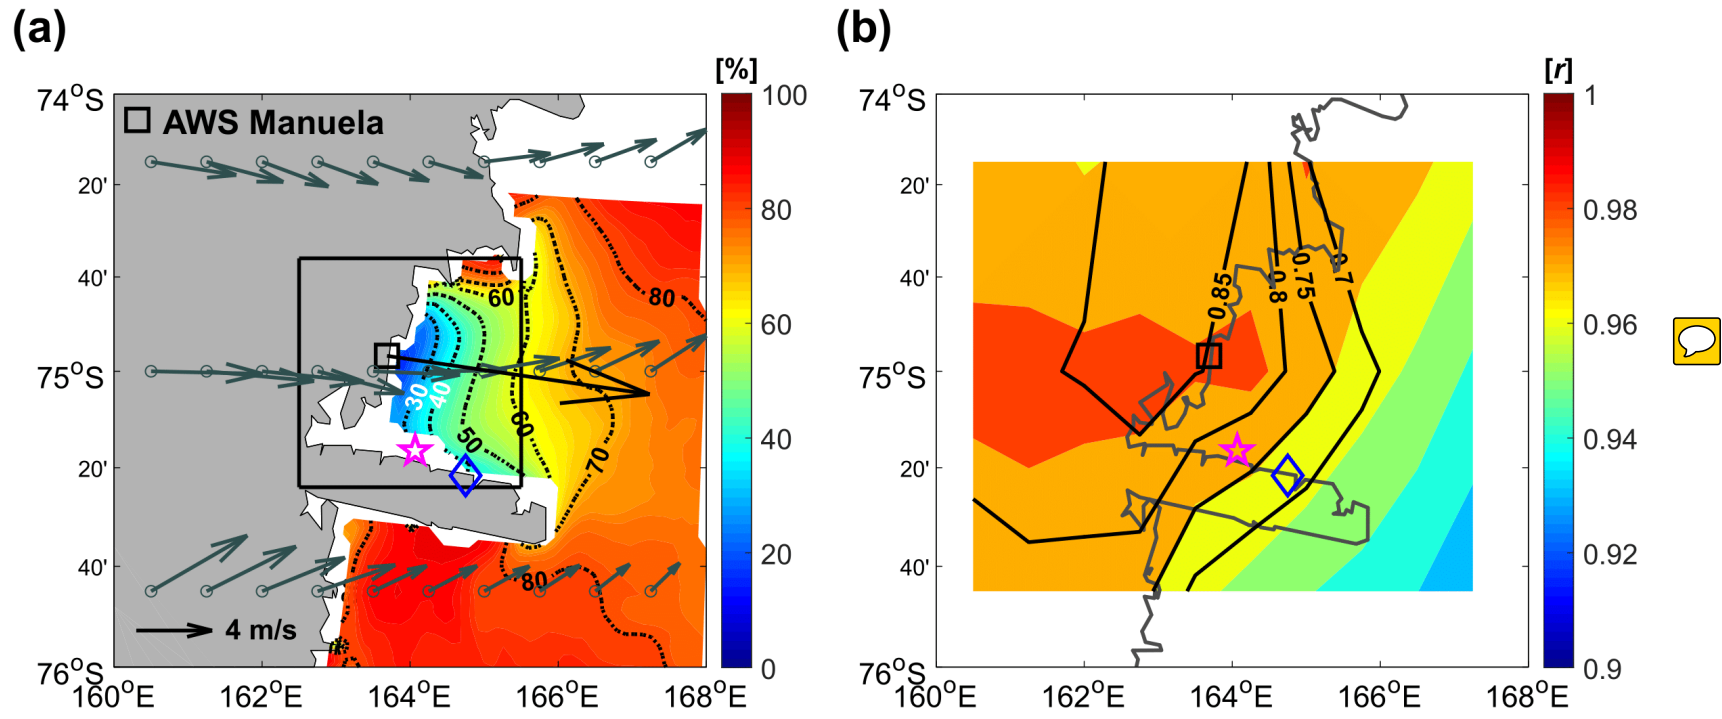 (a)
[%]
74°S
AWS Manuela
100
20'
80
40'
60
80
60
75°S
30
40
60
50
70
40
20'
20
40'
80
4 m/s
76°S
0
160°E
162°E
164°E
166°E
168°E
(b)
[r]
74°S
1
20'
0.98
40'
0.85
0.8
0.75
0.7
0.96
75°S
0.94
20'
0.92
40'
76°S
0.9
160°E
162°E
164°E
166°E
168°E